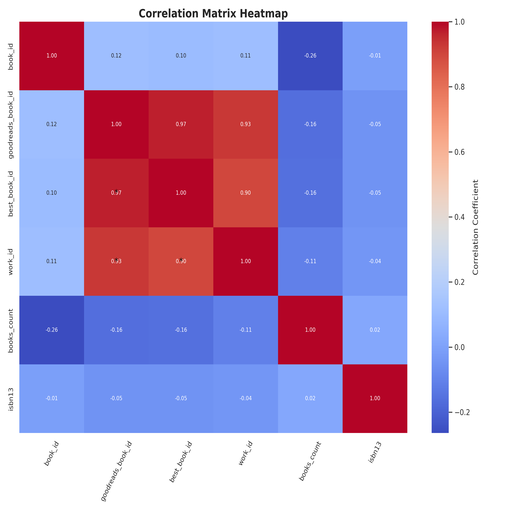 Correlation Matrix Heatmap
book_id 1.00 0.12 0.10 0.11 -0.26 -0.01
goodreads_book_id 0.12 1.00 0.97 0.93 -0.16 -0.05
best_book_id 0.10 0.97 1.00 0.90 -0.16 -0.05
work_id 0.11 0.93 0.90 1.00 -0.11 -0.04
books_count -0.26 -0.16 -0.16 -0.11 1.00 0.02
isbn13 -0.01 -0.05 -0.05 -0.04 0.02 1.00
book_id goodreads_book_id best_book_id work_id books_count isbn13
1.0
0.8
0.6
0.4
0.2
0.0
−0.2
Correlation Coefficient